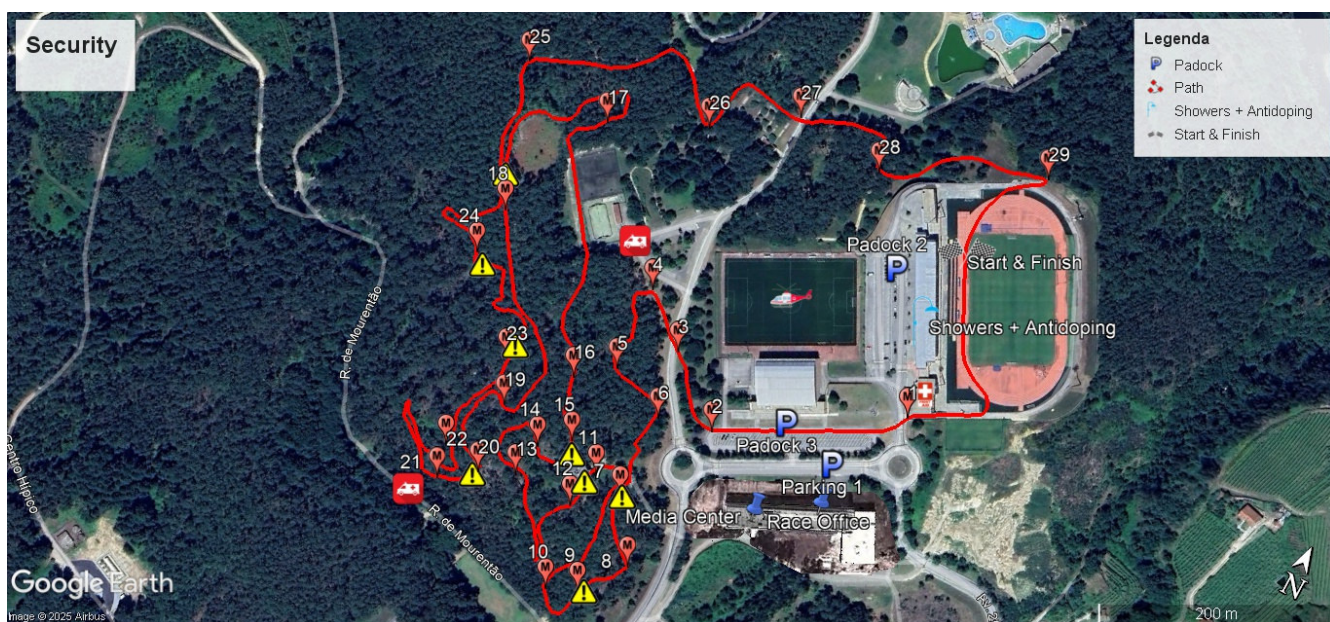 Security
Legenda
Padock
Path
Showers + Antidoping
Start & Finish
25
17
26
27
28
29
18
24
4
Padock 2
Start & Finish
3
Showers + Antidoping
23
5
16
19
6
2
1
14
15
Padock 3
22
20
13
11
21
12
7
Parking 1
Media Center
Race Office
10
9
8
R. de Mourentão
R. de Mourentão
Centro Hípico
Google Earth
Image © 2025 Airbus
200 m
N